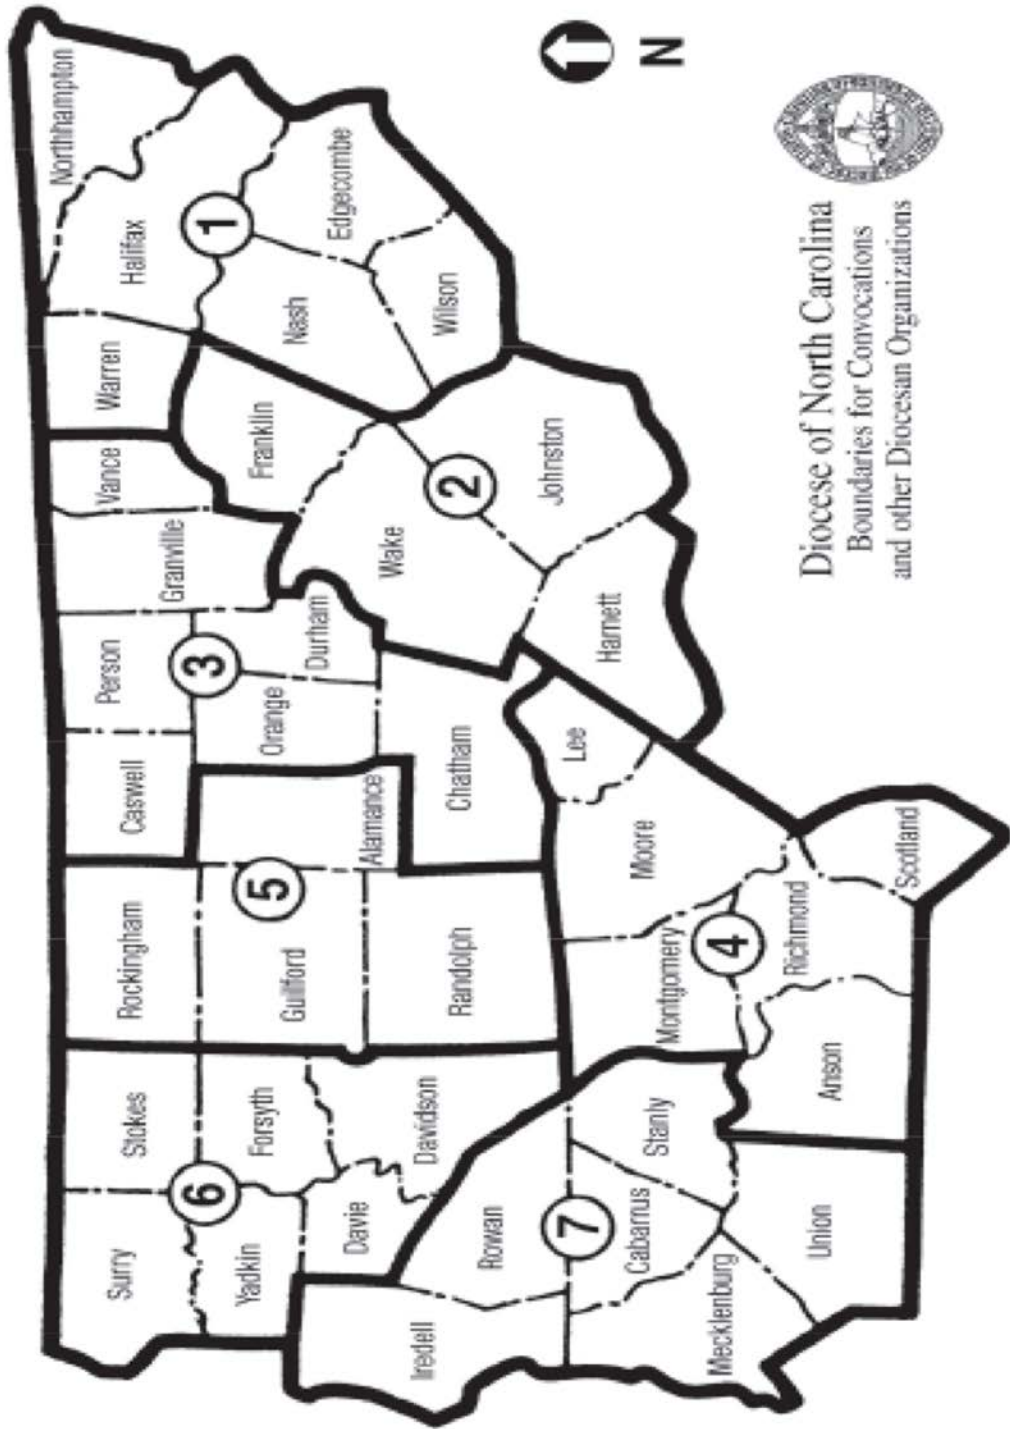 Surry
Stokes
Rockingham
Caswell
Person
Vance
Warren
Northhampton
Halifax
Granville
6
3
1
Yadkin
Forsyth
Guilford
5
Alamance
Orange
Durham
Franklin
Nash
Edgecombe
Davie
Davidson
Randolph
Chatham
Wake
2
Wilson
Iredell
Rowan
7
Cabarrus
Stanly
Montgomery
4
Moore
Lee
Harnett
Johnston
Mecklenburg
Union
Anson
Richmond
Scotland
N
Diocese of North Carolina
Boundaries for Convocations
and other Diocesan Organizations